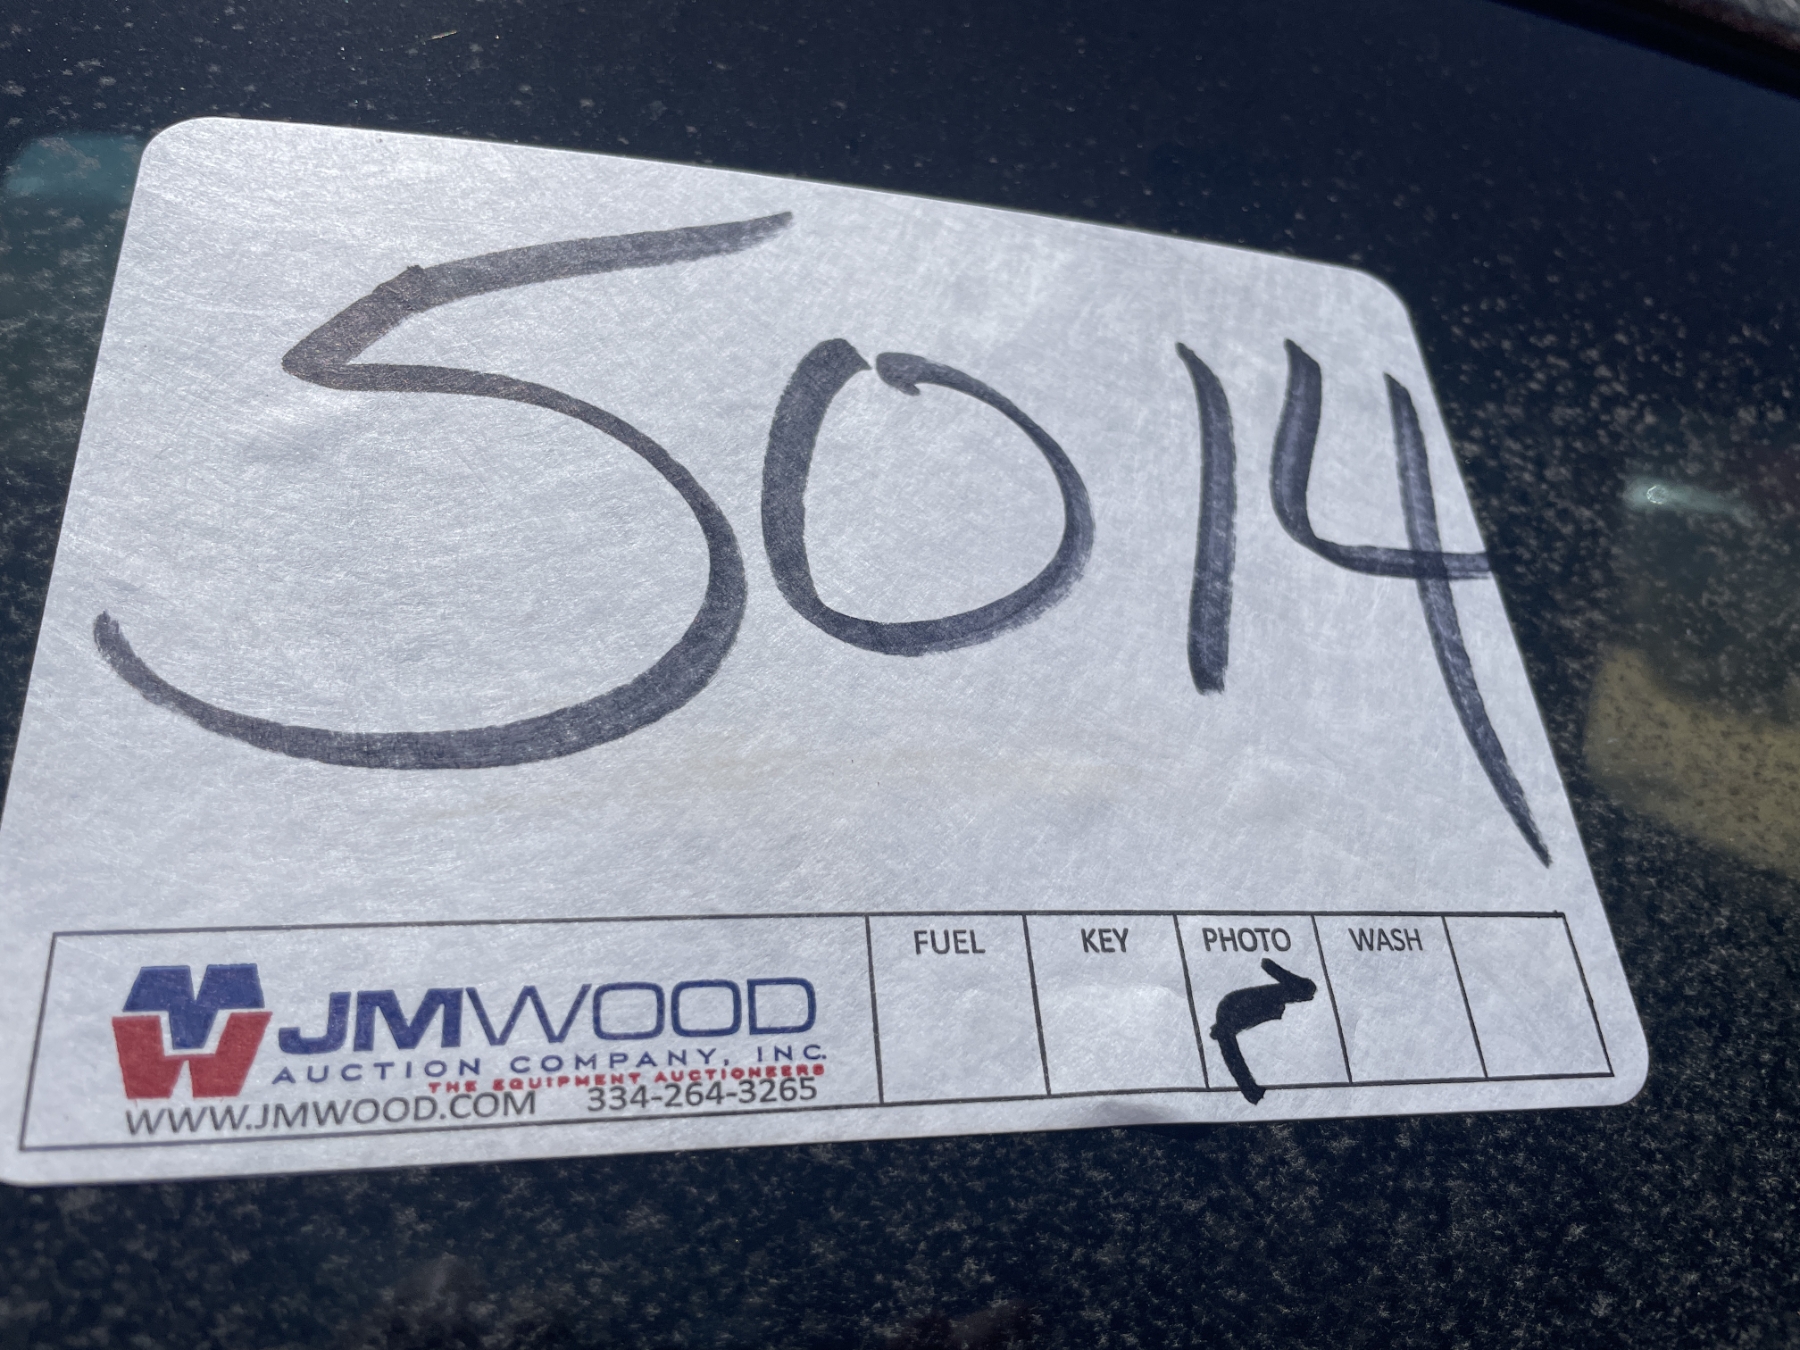 5014
FUEL KEY PHOTO WASH
JMWOOD
AUCTION COMPANY, INC.
THE EQUIPMENT AUCTIONEERS
WWW.JMWOOD.COM 334-264-3265